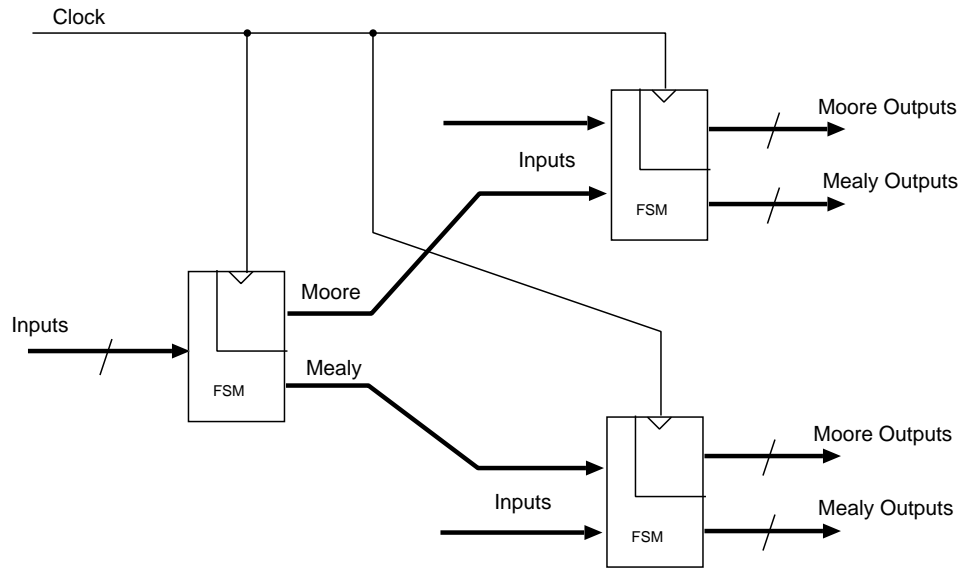 Clock
Moore Outputs
Inputs
Mealy Outputs
FSM
Moore
Inputs
Mealy
FSM
Moore Outputs
Inputs
Mealy Outputs
FSM